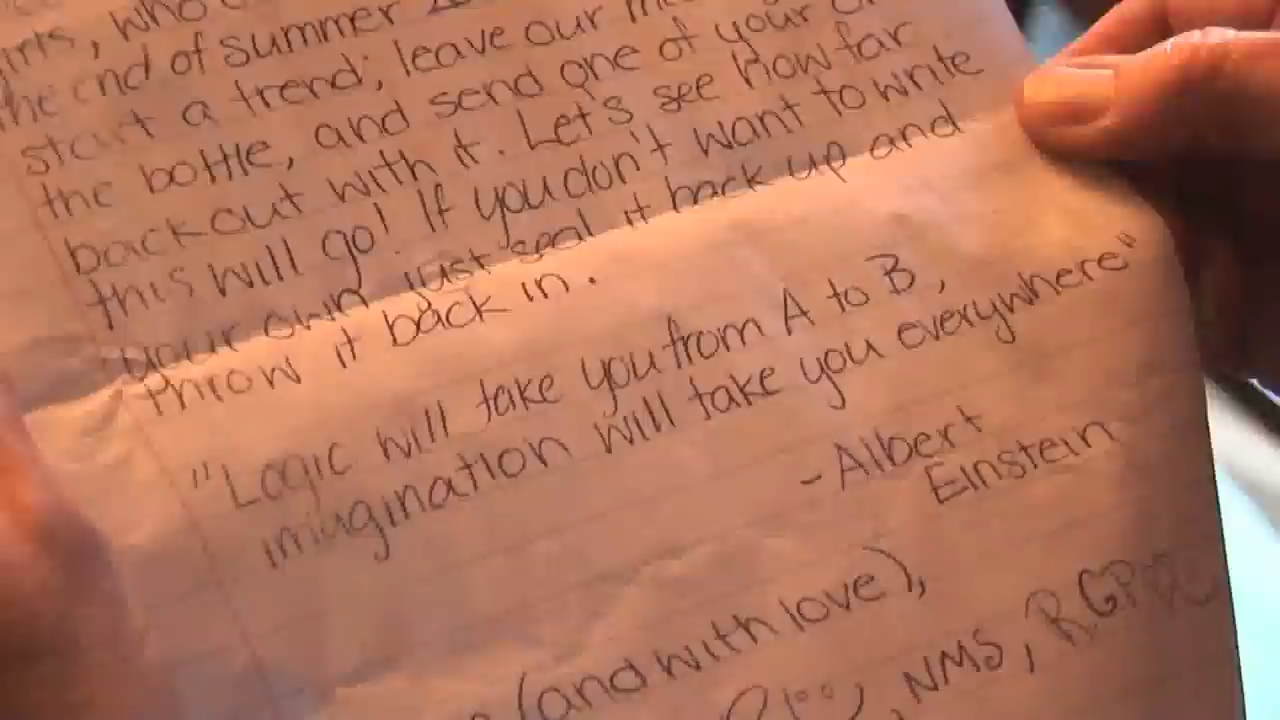 the end of summer
start a trend; leave our
the bottle, and send one of your
back out with it. Let's see how far
this will go! If you don't want to write
your own just seal it back up and
throw it back in.
"Logic will take you from A to B,
imagination will take you everywhere"
-Albert
Einstein
(and with love),
NMS,